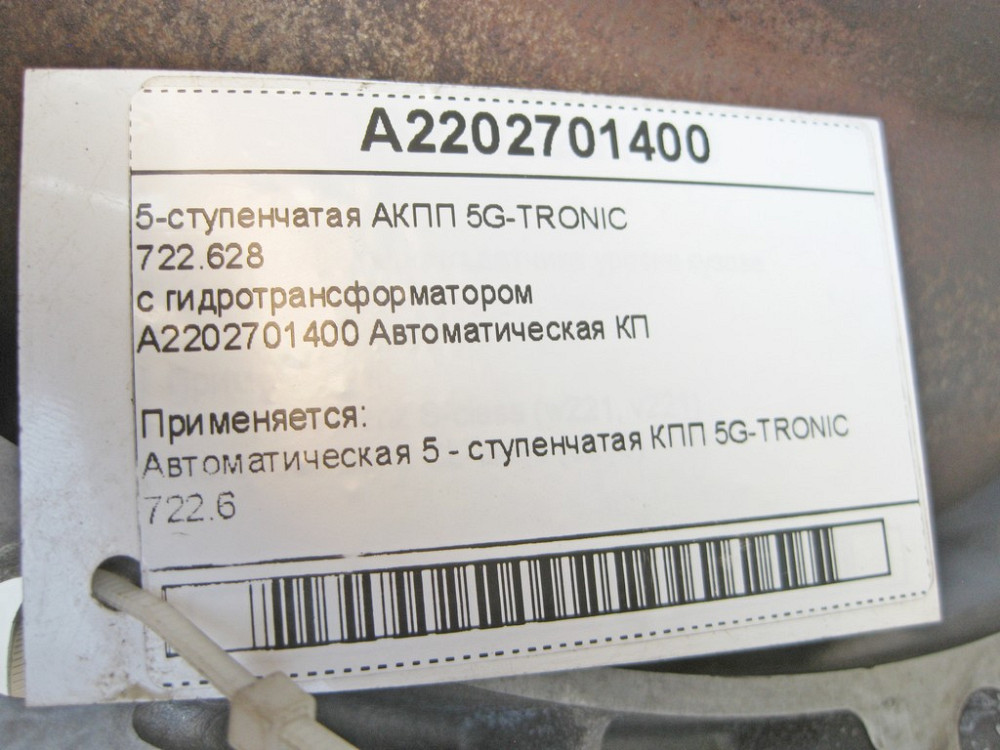 A2202701400
5-ступенчатая АКПП 5G-TRONIC
722.628
с гидротрансформатором
A2202701400 Автоматическая КП
Применяется:
Автоматическая 5 - ступенчатая КПП 5G-TRONIC
722.6